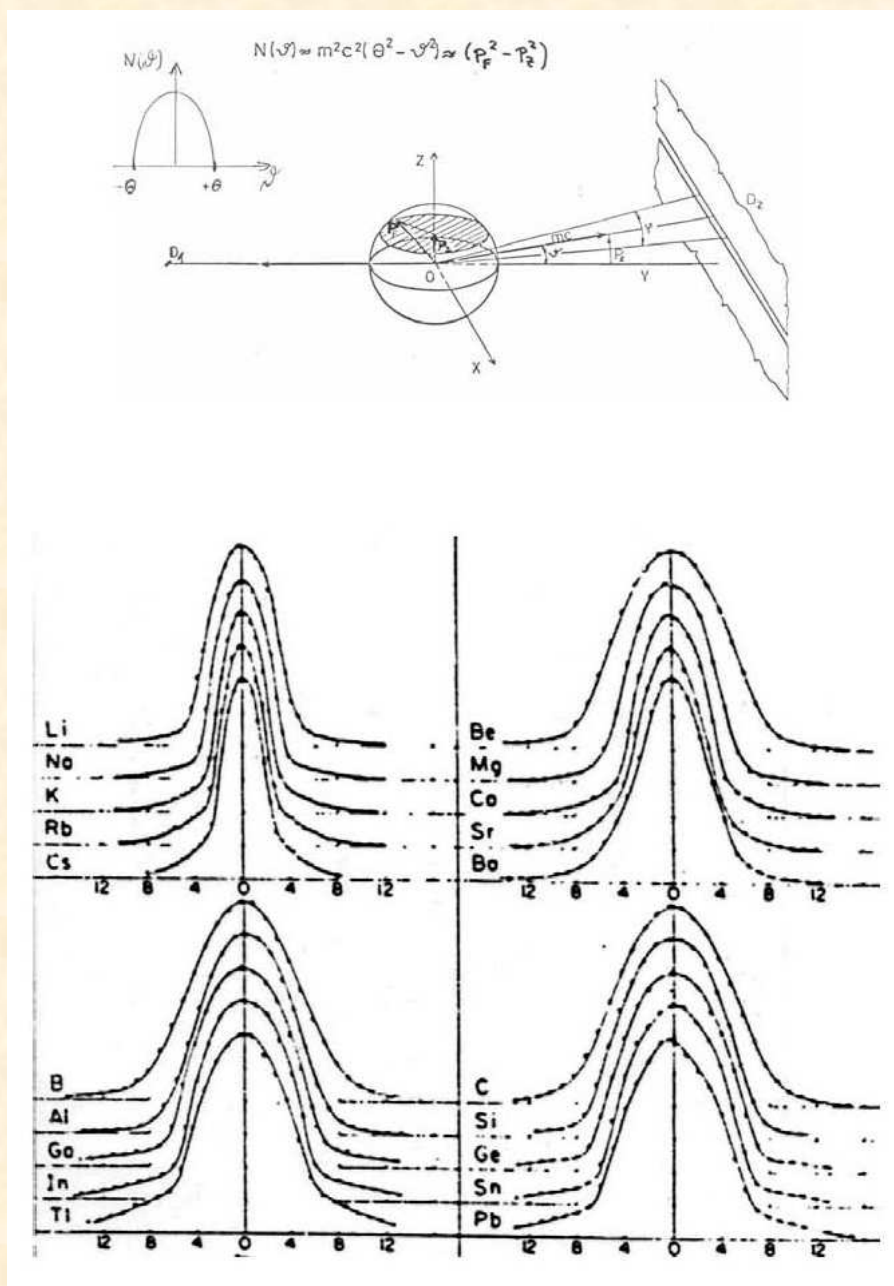 N(ϑ) ≈ m²c²(θ²-ϑ²) ≈ (p_F² - p_z²)
N(ϑ)
-θ +θ ϑ
Z
D₂
P_F
P_z
mc
φ
ϑ
P_z
D₁
O
Y
X
Li
Na
K
Rb
Cs
12 8 4 0 4 8 12
Be
Mg
Ca
Sr
Ba
12 8 4 0 4 8 12
B
Al
Ga
In
Tl
12 8 4 0 4 8 12
C
Si
Ge
Sn
Pb
12 8 4 0 4 8 12